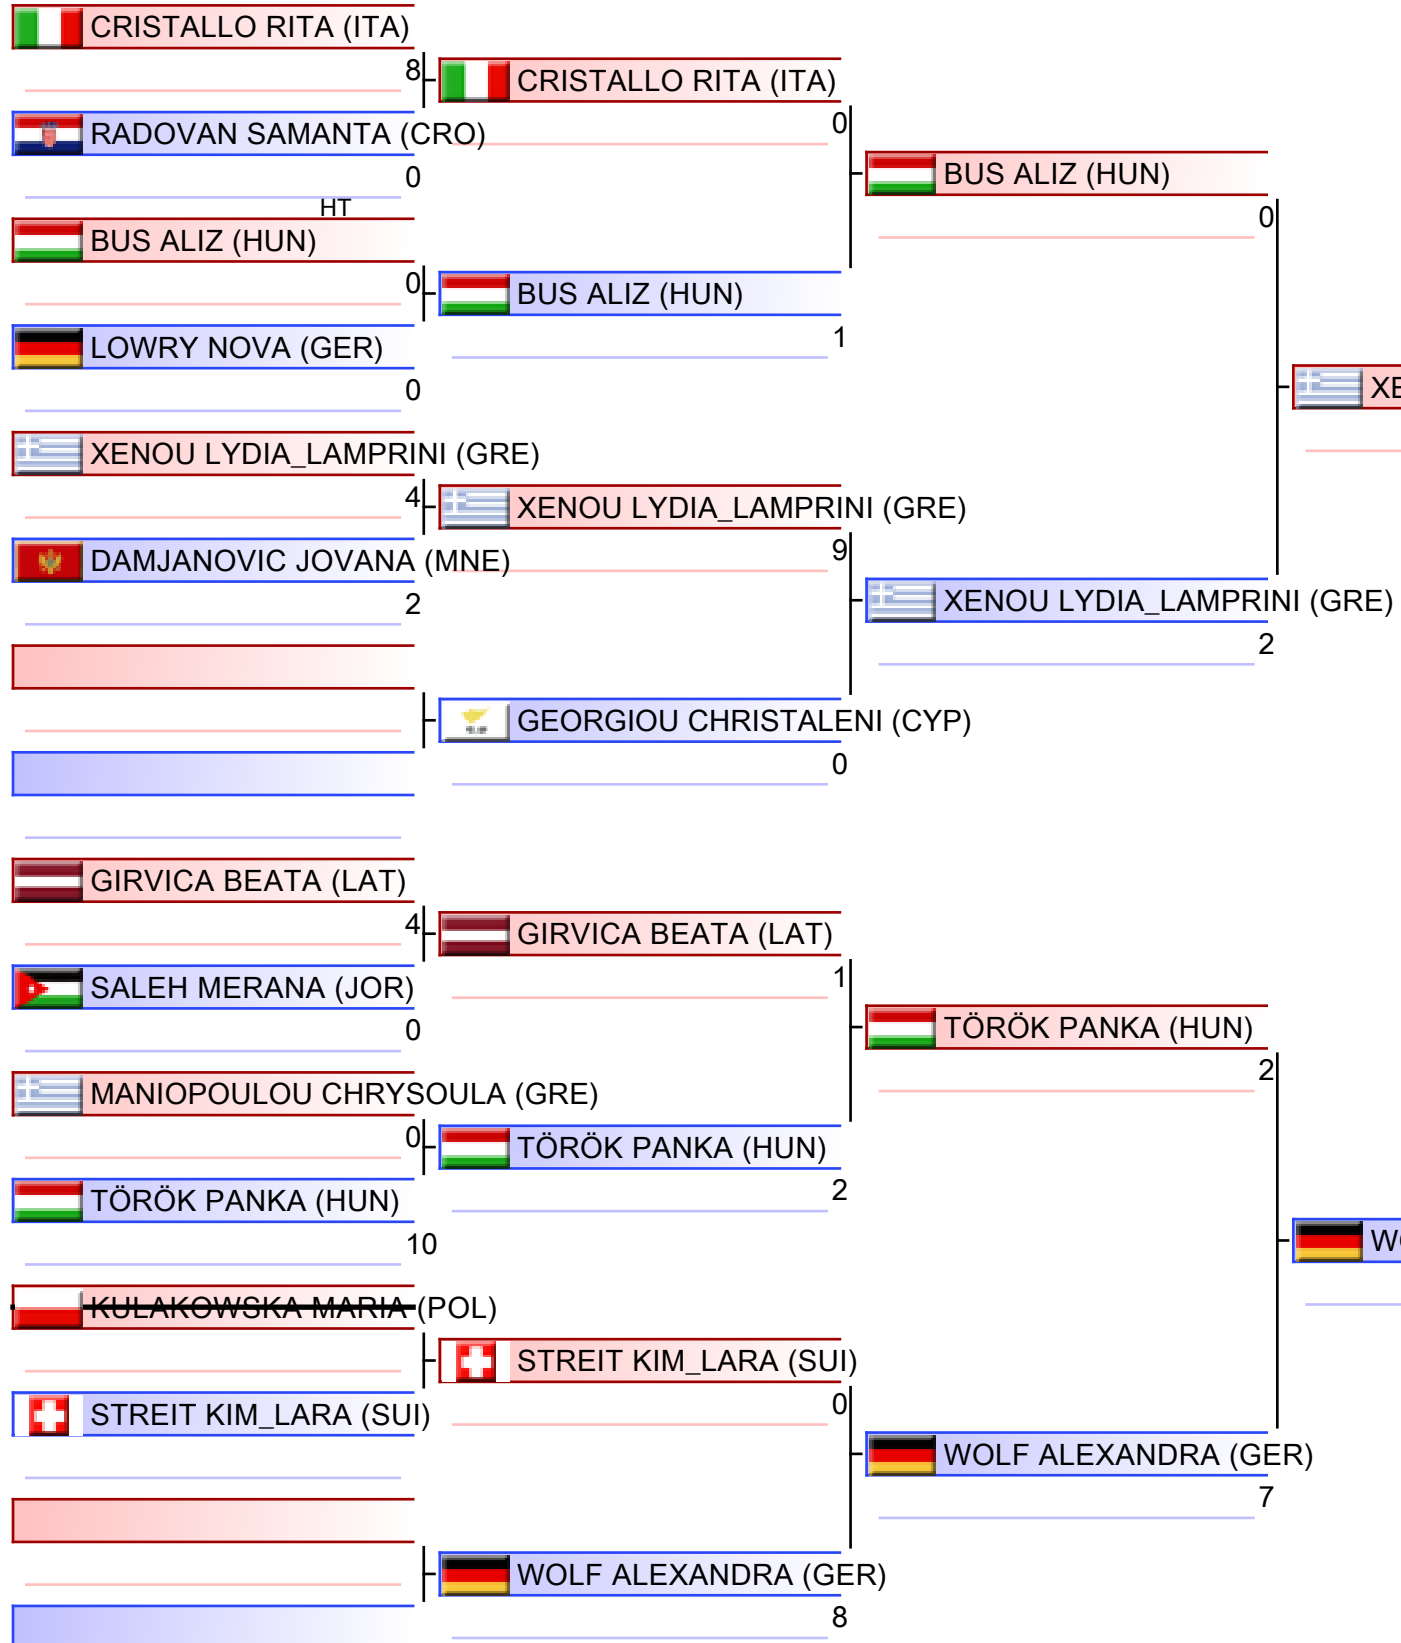 CRISTALLO RITA (ITA)
8
CRISTALLO RITA (ITA)
0
RADOVAN SAMANTA (CRO)
0
BUS ALIZ (HUN)
0
HT
BUS ALIZ (HUN)
0
BUS ALIZ (HUN)
1
LOWRY NOVA (GER)
0
XE
XENOU LYDIA_LAMPRINI (GRE)
4
XENOU LYDIA_LAMPRINI (GRE)
9
DAMJANOVIC JOVANA (MNE)
2
XENOU LYDIA_LAMPRINI (GRE)
2
GEORGIOU CHRISTALENI (CYP)
0
GIRVICA BEATA (LAT)
4
GIRVICA BEATA (LAT)
1
SALEH MERANA (JOR)
0
TÖRÖK PANKA (HUN)
2
MANIOPOULOU CHRYSOULA (GRE)
0
TÖRÖK PANKA (HUN)
2
TÖRÖK PANKA (HUN)
10
WO
KULAKOWSKA MARIA (POL)
STREIT KIM_LARA (SUI)
0
STREIT KIM_LARA (SUI)
WOLF ALEXANDRA (GER)
7
WOLF ALEXANDRA (GER)
8